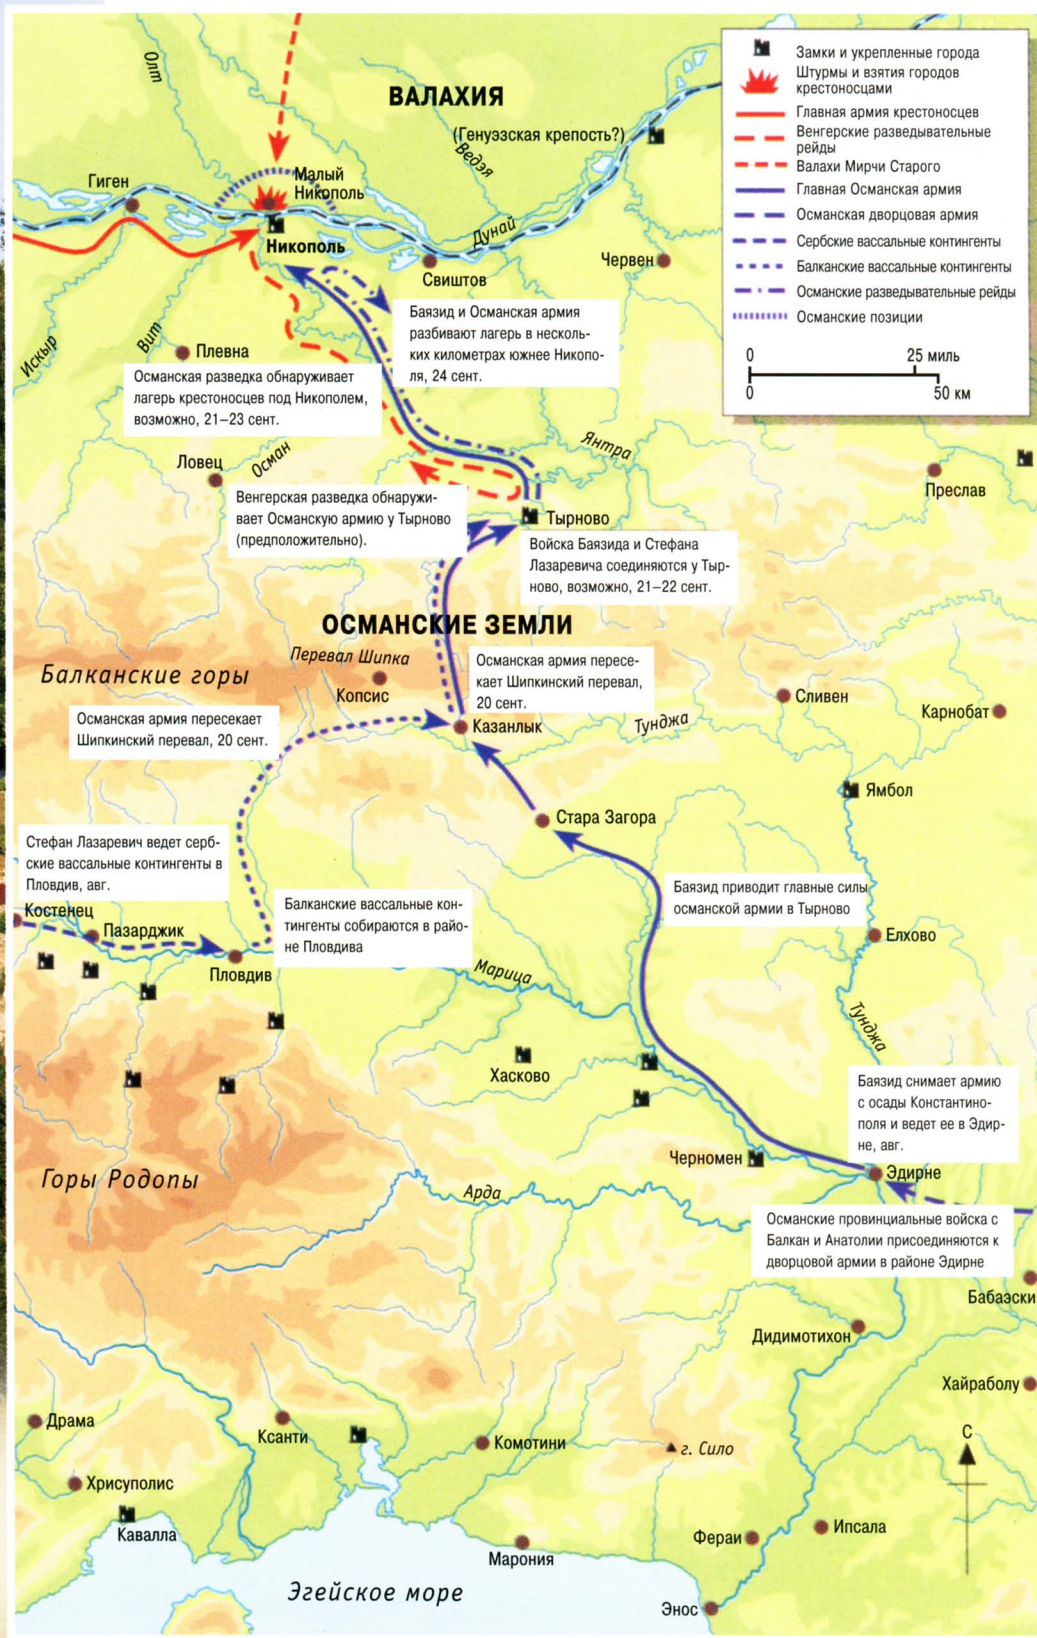 Замки и укрепленные города
Штурмы и взятия городов
крестоносцами
Главная армия крестоносцев
Венгерские разведывательные
рейды
Валахи Мирчи Старого
Главная Османская армия
Османская дворцовая армия
Сербские вассальные контингенты
Балканские вассальные контингенты
Османские разведывательные рейды
Османские позиции
0
25 миль
0
50 км
Олт
ВАЛАХИЯ
(Генуэзская крепость?)
Ведэя
Гиген
Малый
Никополь
Никополь
Дунай
Свиштов
Червен
Искыр
Вит
Плевна
Баязид и Османская армия
разбивают лагерь в несколь-
ких километрах южнее Никопо-
ля, 24 сент.
Османская разведка обнаруживает
лагерь крестоносцев под Никополем,
возможно, 21–23 сент.
Ловец
Осман
Янтра
Преслав
Венгерская разведка обнаружи-
вает Османскую армию у Тырново
(предположительно).
Тырново
Войска Баязида и Стефана
Лазаревича соединяются у Тыр-
ново, возможно, 21–22 сент.
ОСМАНСКИЕ ЗЕМЛИ
Балканские горы
Перевал Шипка
Копсис
Османская армия пересе-
кает Шипкинский перевал,
20 сент.
Сливен
Карнобат
Османская армия пересекает
Шипкинский перевал, 20 сент.
Казанлык
Тунджа
Ямбол
Стара Загора
Стефан Лазаревич ведет серб-
ские вассальные контингенты в
Пловдив, авг.
Баязид приводит главные силы
османской армии в Тырново
Костенец
Пазарджик
Балканские вассальные кон-
тингенты собираются в райо-
не Пловдива
Пловдив
Марица
Елхово
Тунджа
Хасково
Баязид снимает армию
с осады Константино-
поля и ведет ее в Эдир-
не, авг.
Черномен
Эдирне
Горы Родопы
Арда
Османские провинциальные войска с
Балкан и Анатолии присоединяются к
дворцовой армии в районе Эдирне
Бабаэски
Дидимотихон
Хайраболу
Драма
Ксанти
Комотини
г. Сило
С
Хрисуполис
Кавалла
Марония
Фераи
Ипсала
Эгейское море
Энос